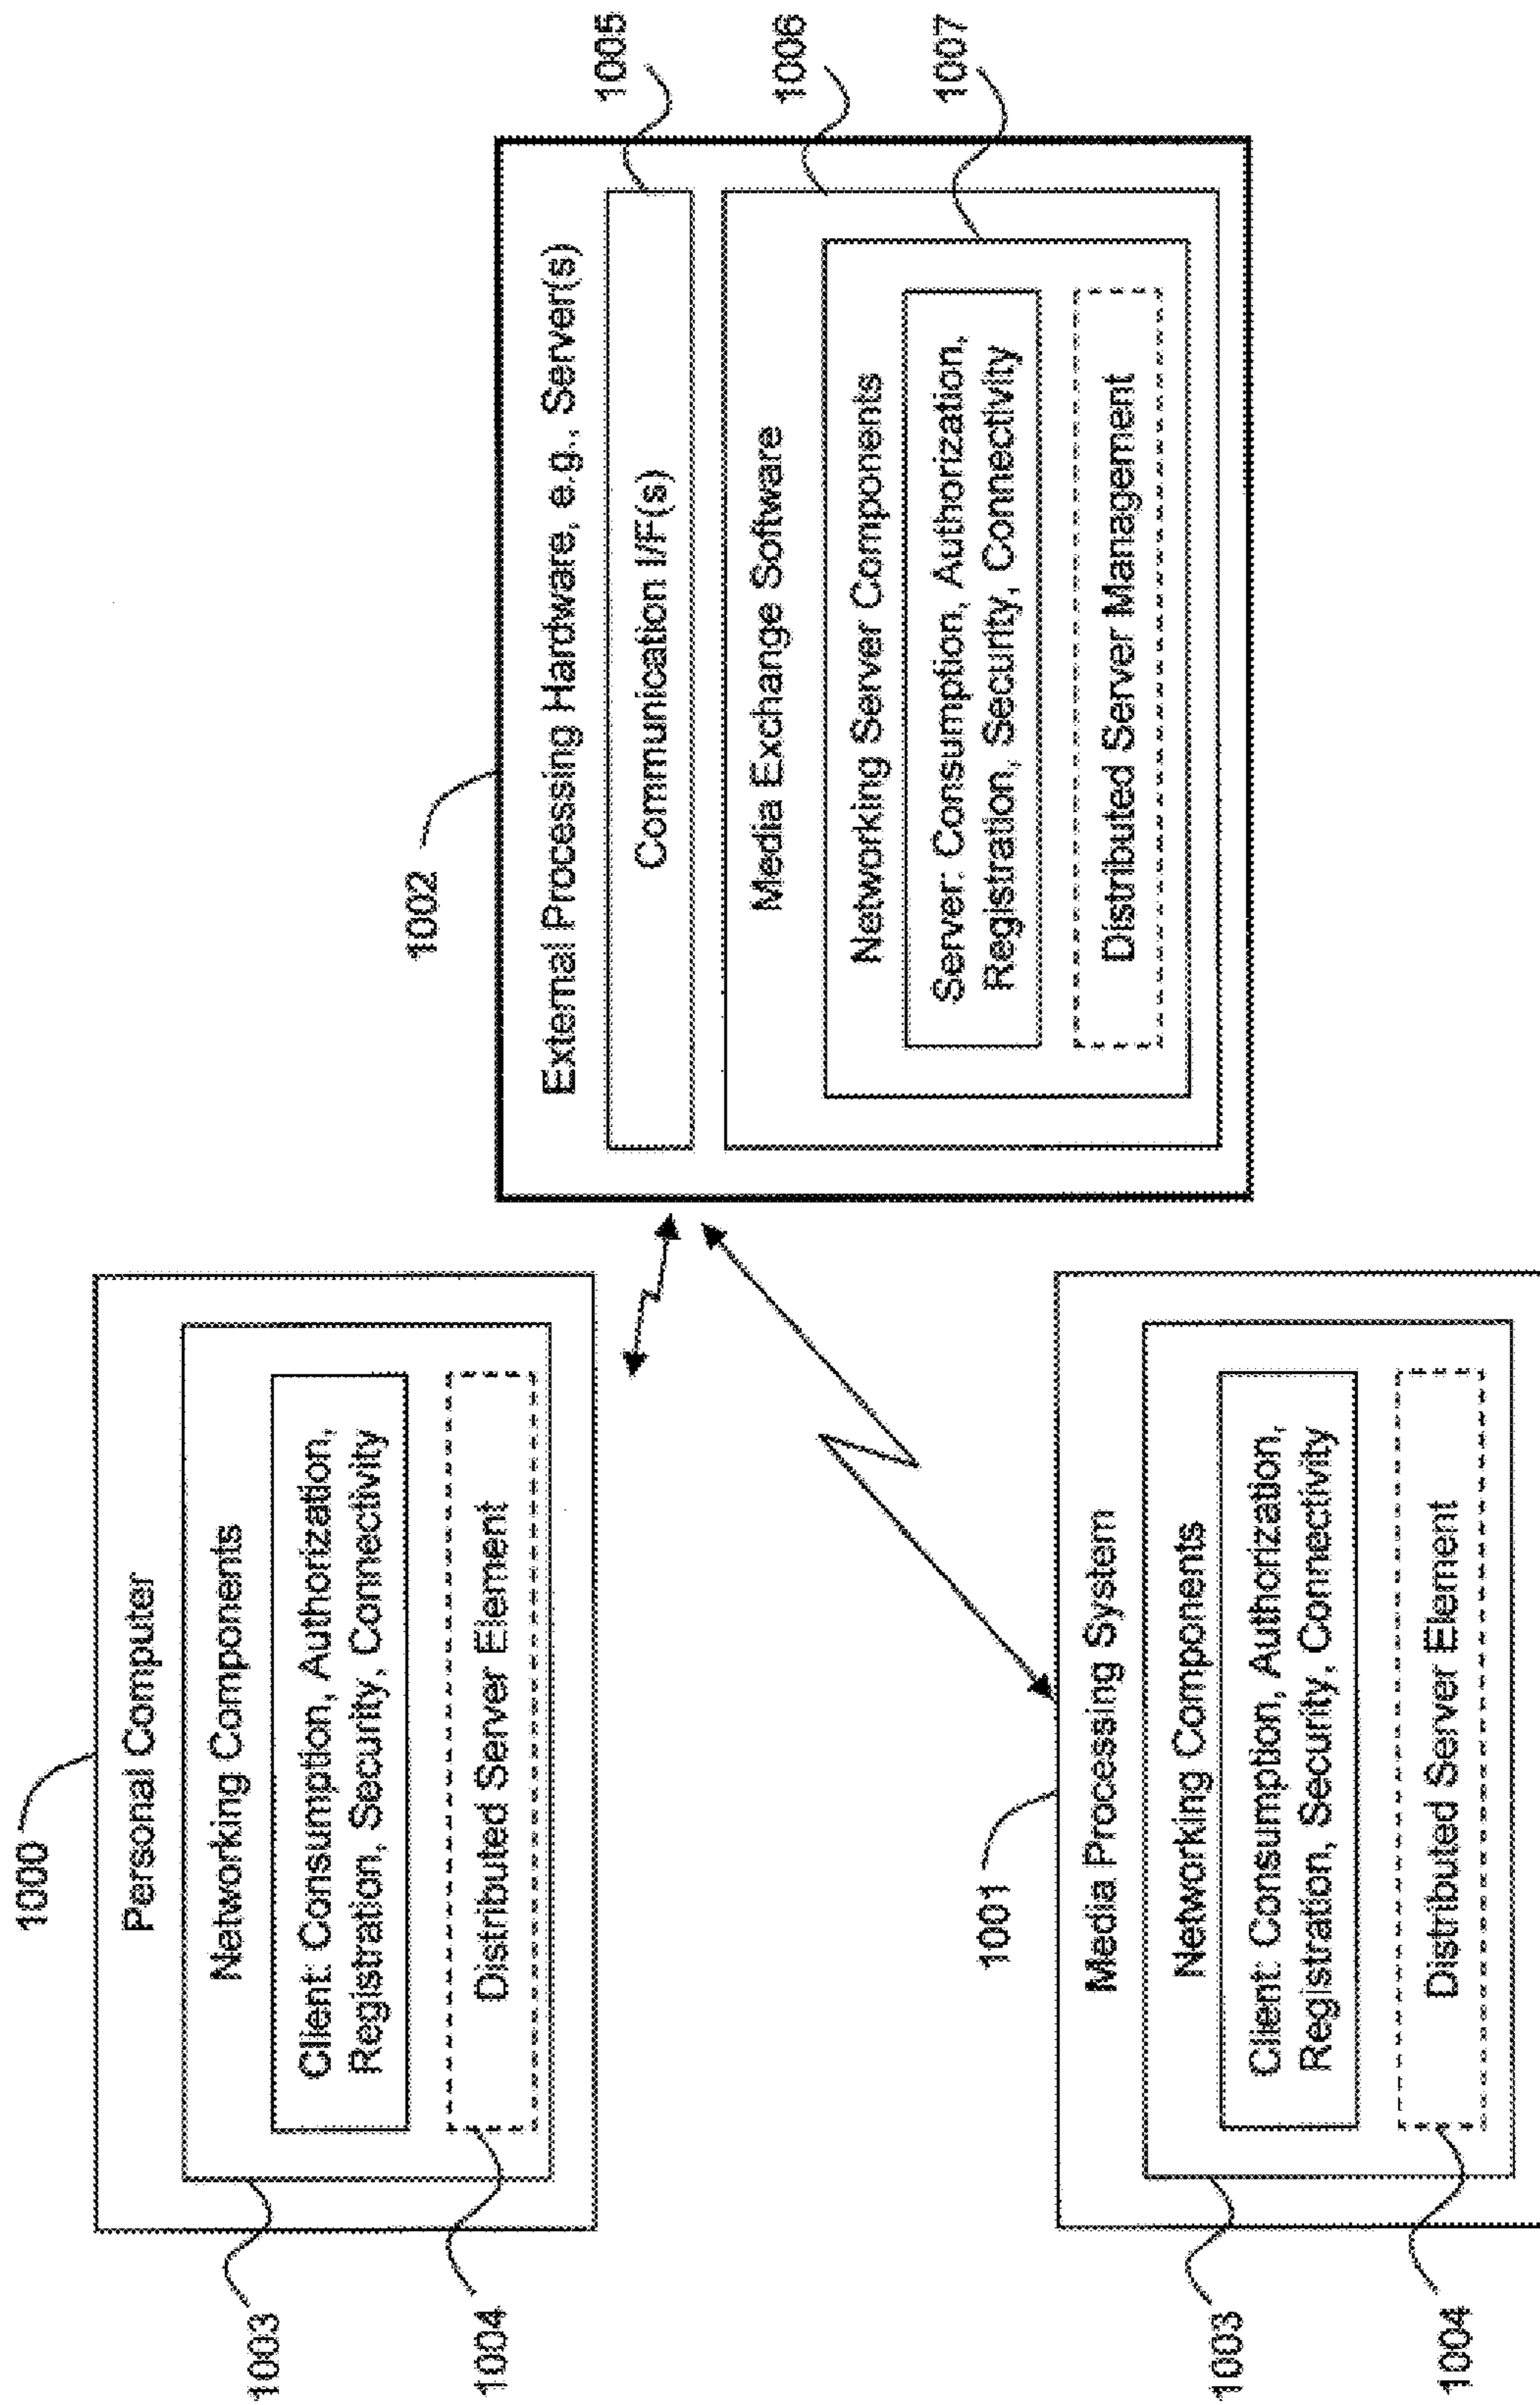 1000
Personal Computer
Networking Components
Client: Consumption, Authorization,
Registration, Security, Connectivity
Distributed Server Element
1003
1004
1002
External Processing Hardware, e.g., Server(s)
Communication I/F(s)
Media Exchange Software
Networking Server Components
Server: Consumption, Authorization,
Registration, Security, Connectivity
Distributed Server Management
1005
1006
1007
1001
Media Processing System
Networking Components
Client: Consumption, Authorization,
Registration, Security, Connectivity
Distributed Server Element
1003
1004